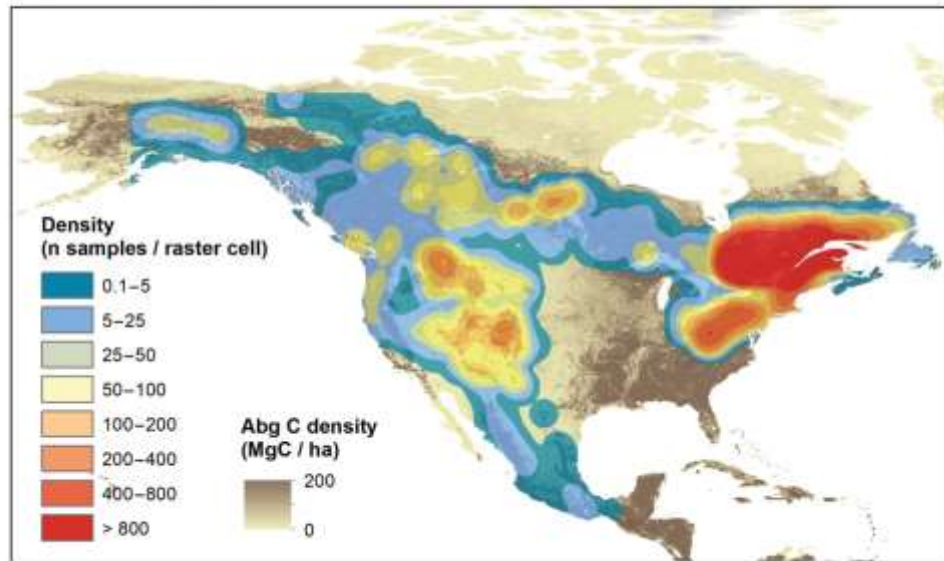 Density
(n samples / raster cell)
0.1–5
5–25
25–50
50–100
100–200
200–400
400–800
> 800
Abg C density
(MgC / ha)
200
0